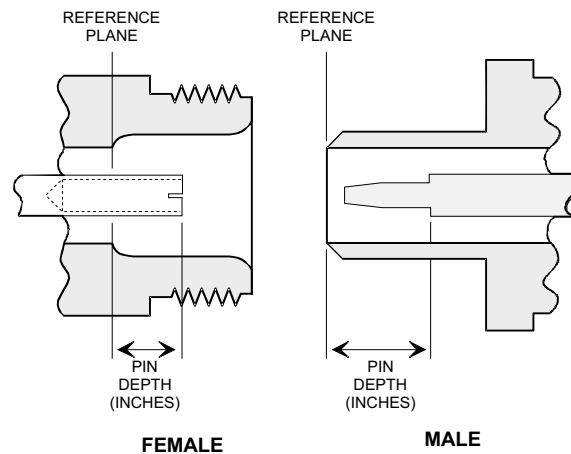 REFERENCE
PLANE
REFERENCE
PLANE
PIN
DEPTH
(INCHES)
PIN
DEPTH
(INCHES)
FEMALE
MALE